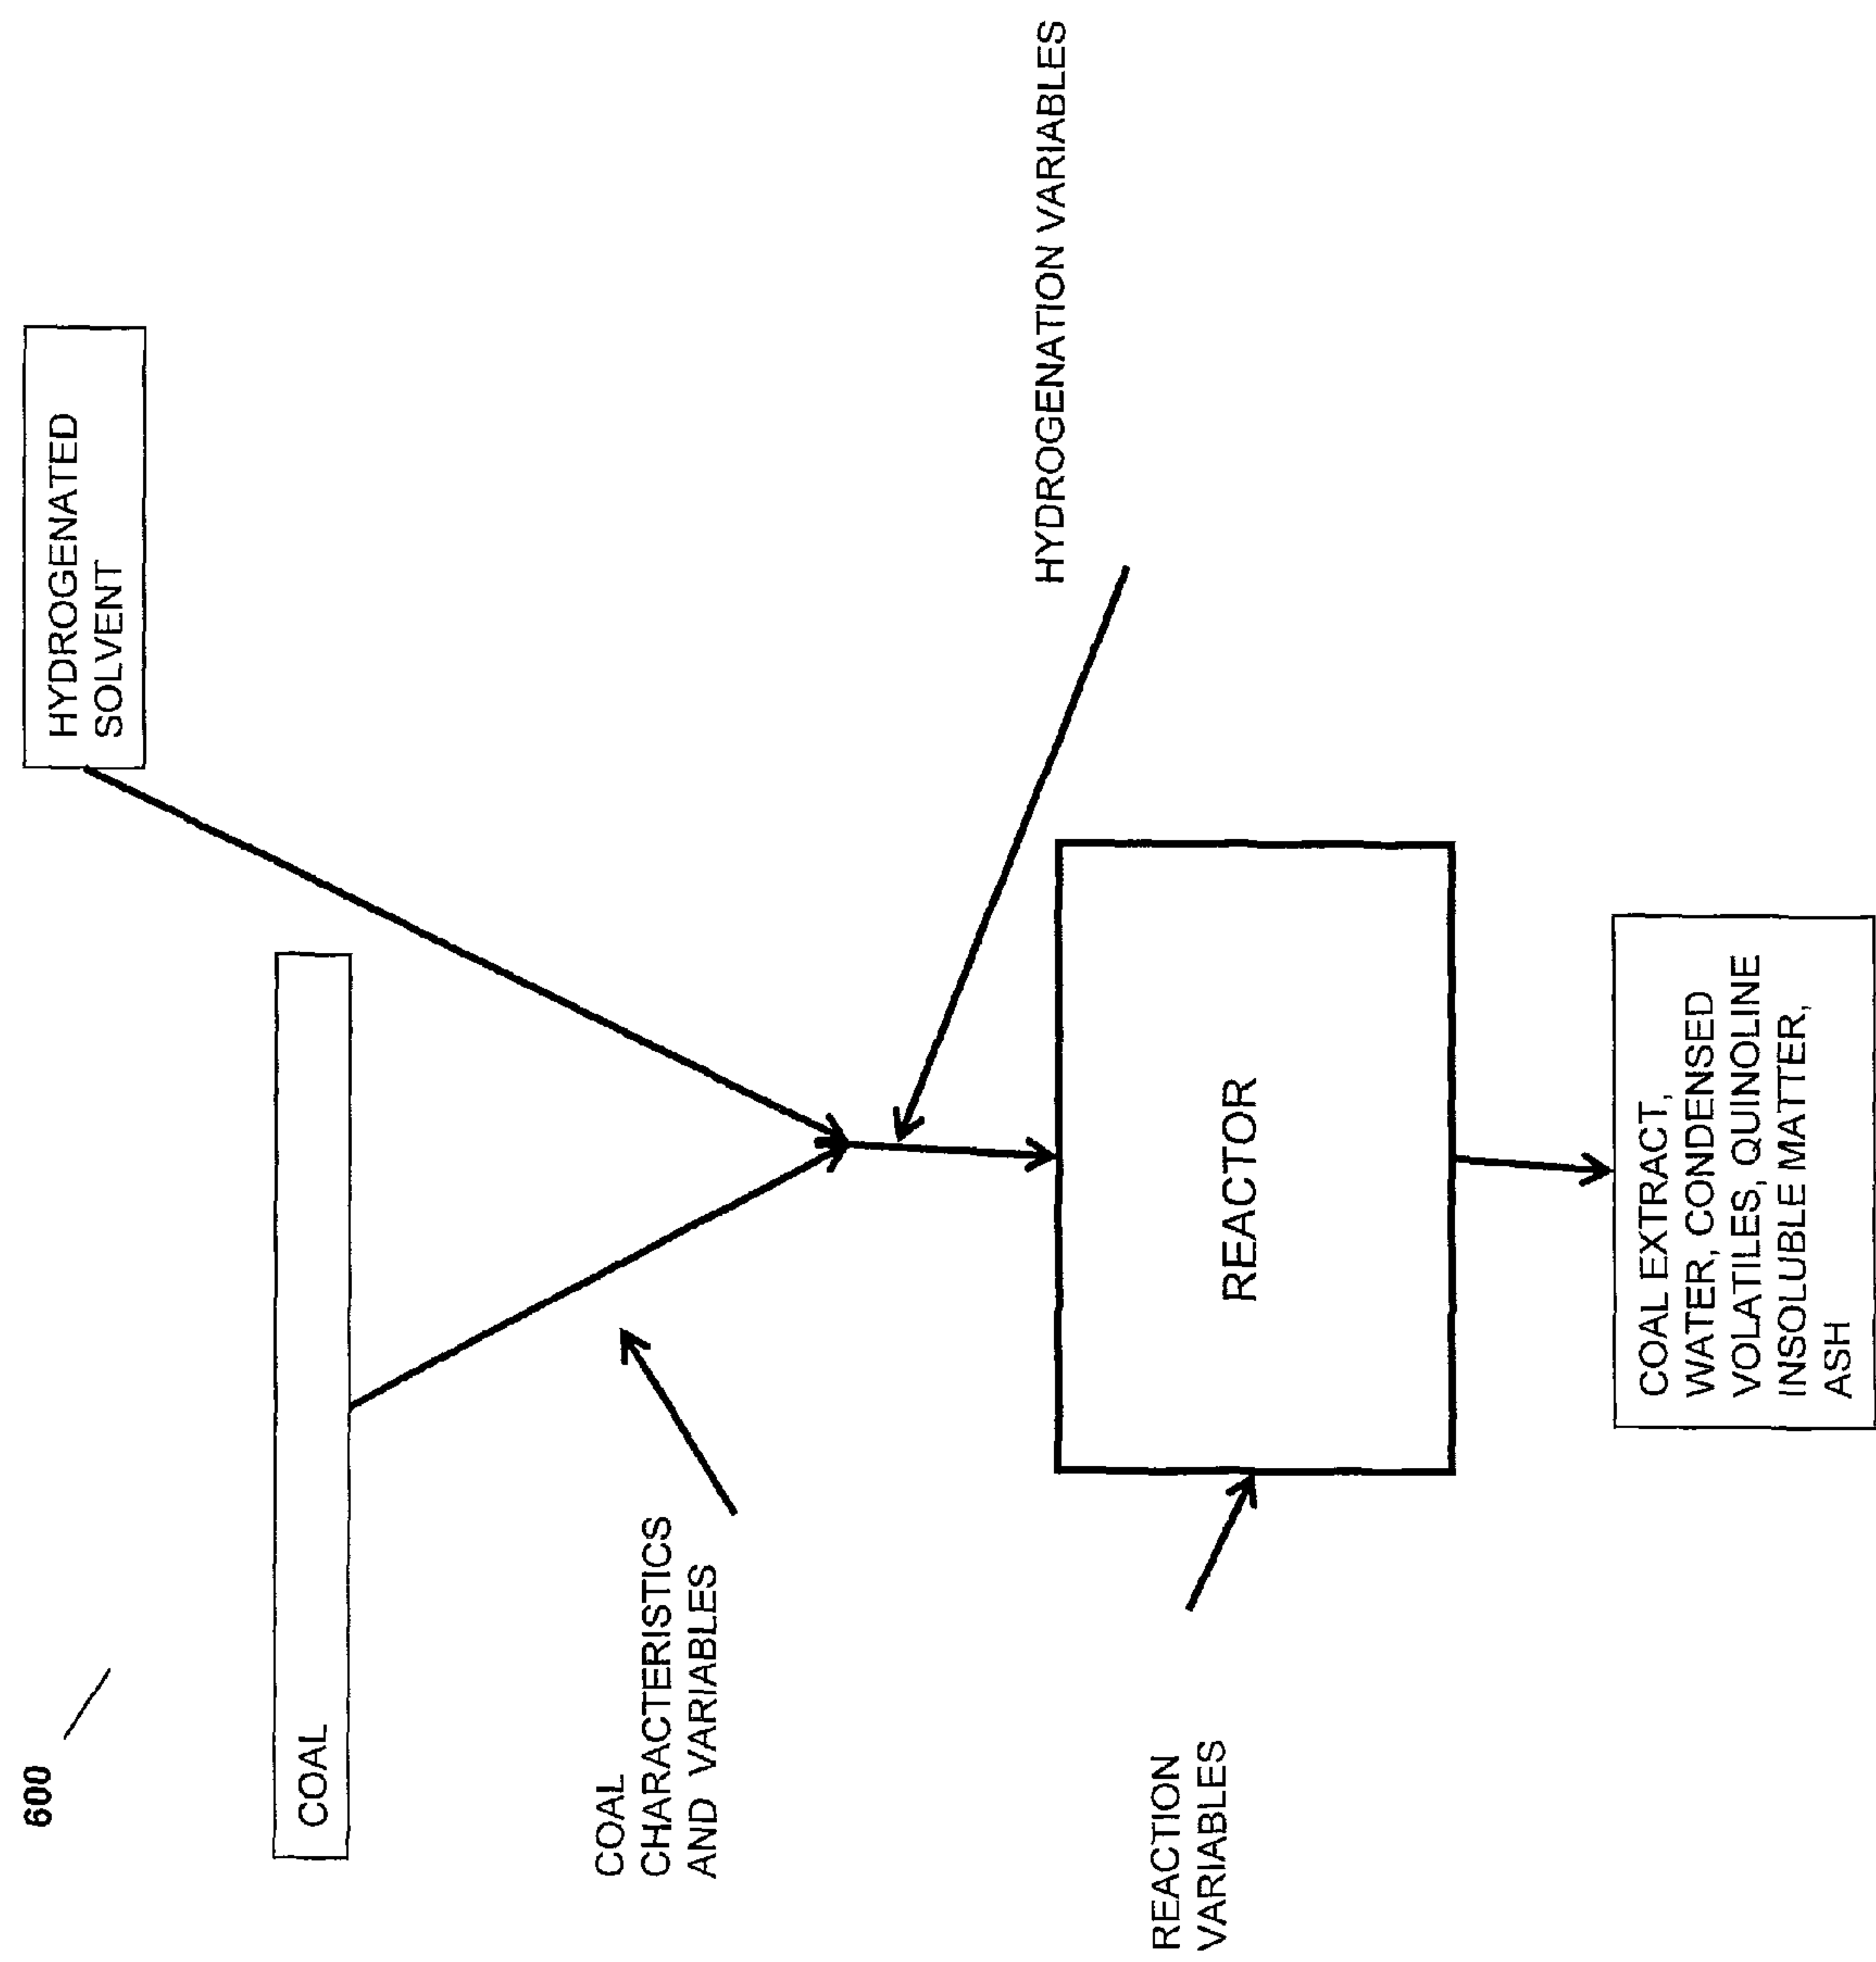 600
HYDROGENATED
SOLVENT
COAL
COAL
CHARACTERISTICS
AND VARIABLES
HYDROGENATION VARIABLES
REACTION
VARIABLES
REACTOR
COAL EXTRACT,
WATER, CONDENSED
VOLATILES, QUINOLINE
INSOLUBLE MATTER,
ASH